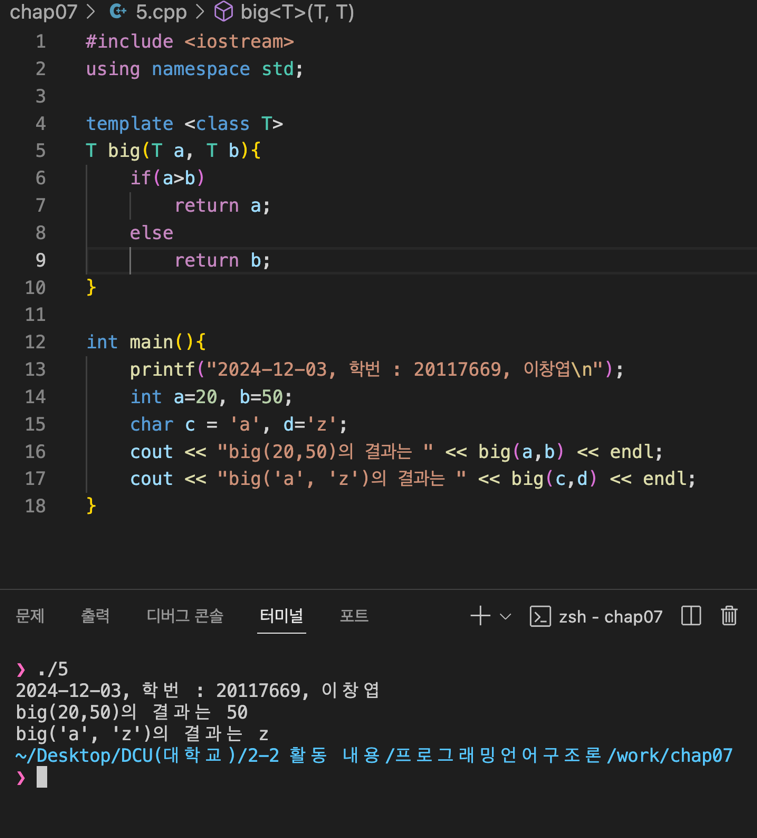 chap07 > 5.cpp > big<T>(T, T)
1 #include <iostream>
2 using namespace std;
3
4 template <class T>
5 T big(T a, T b){
6 if(a>b)
7 return a;
8 else
9 return b;
10 }
11
12 int main(){
13 printf("2024-12-03, 학번 : 20117669, 이창엽\n");
14 int a=20, b=50;
15 char c = 'a', d='z';
16 cout << "big(20,50)의 결과는 " << big(a,b) << endl;
17 cout << "big('a', 'z')의 결과는 " << big(c,d) << endl;
18 }
문제 출력 디버그 콘솔 터미널 포트 zsh - chap07
❯ ./5
2024-12-03, 학번 : 20117669, 이창엽
big(20,50)의 결과는 50
big('a', 'z')의 결과는 z
~/Desktop/DCU(대학교)/2-2 활동 내용/프로그래밍언어구조론/work/chap07
❯